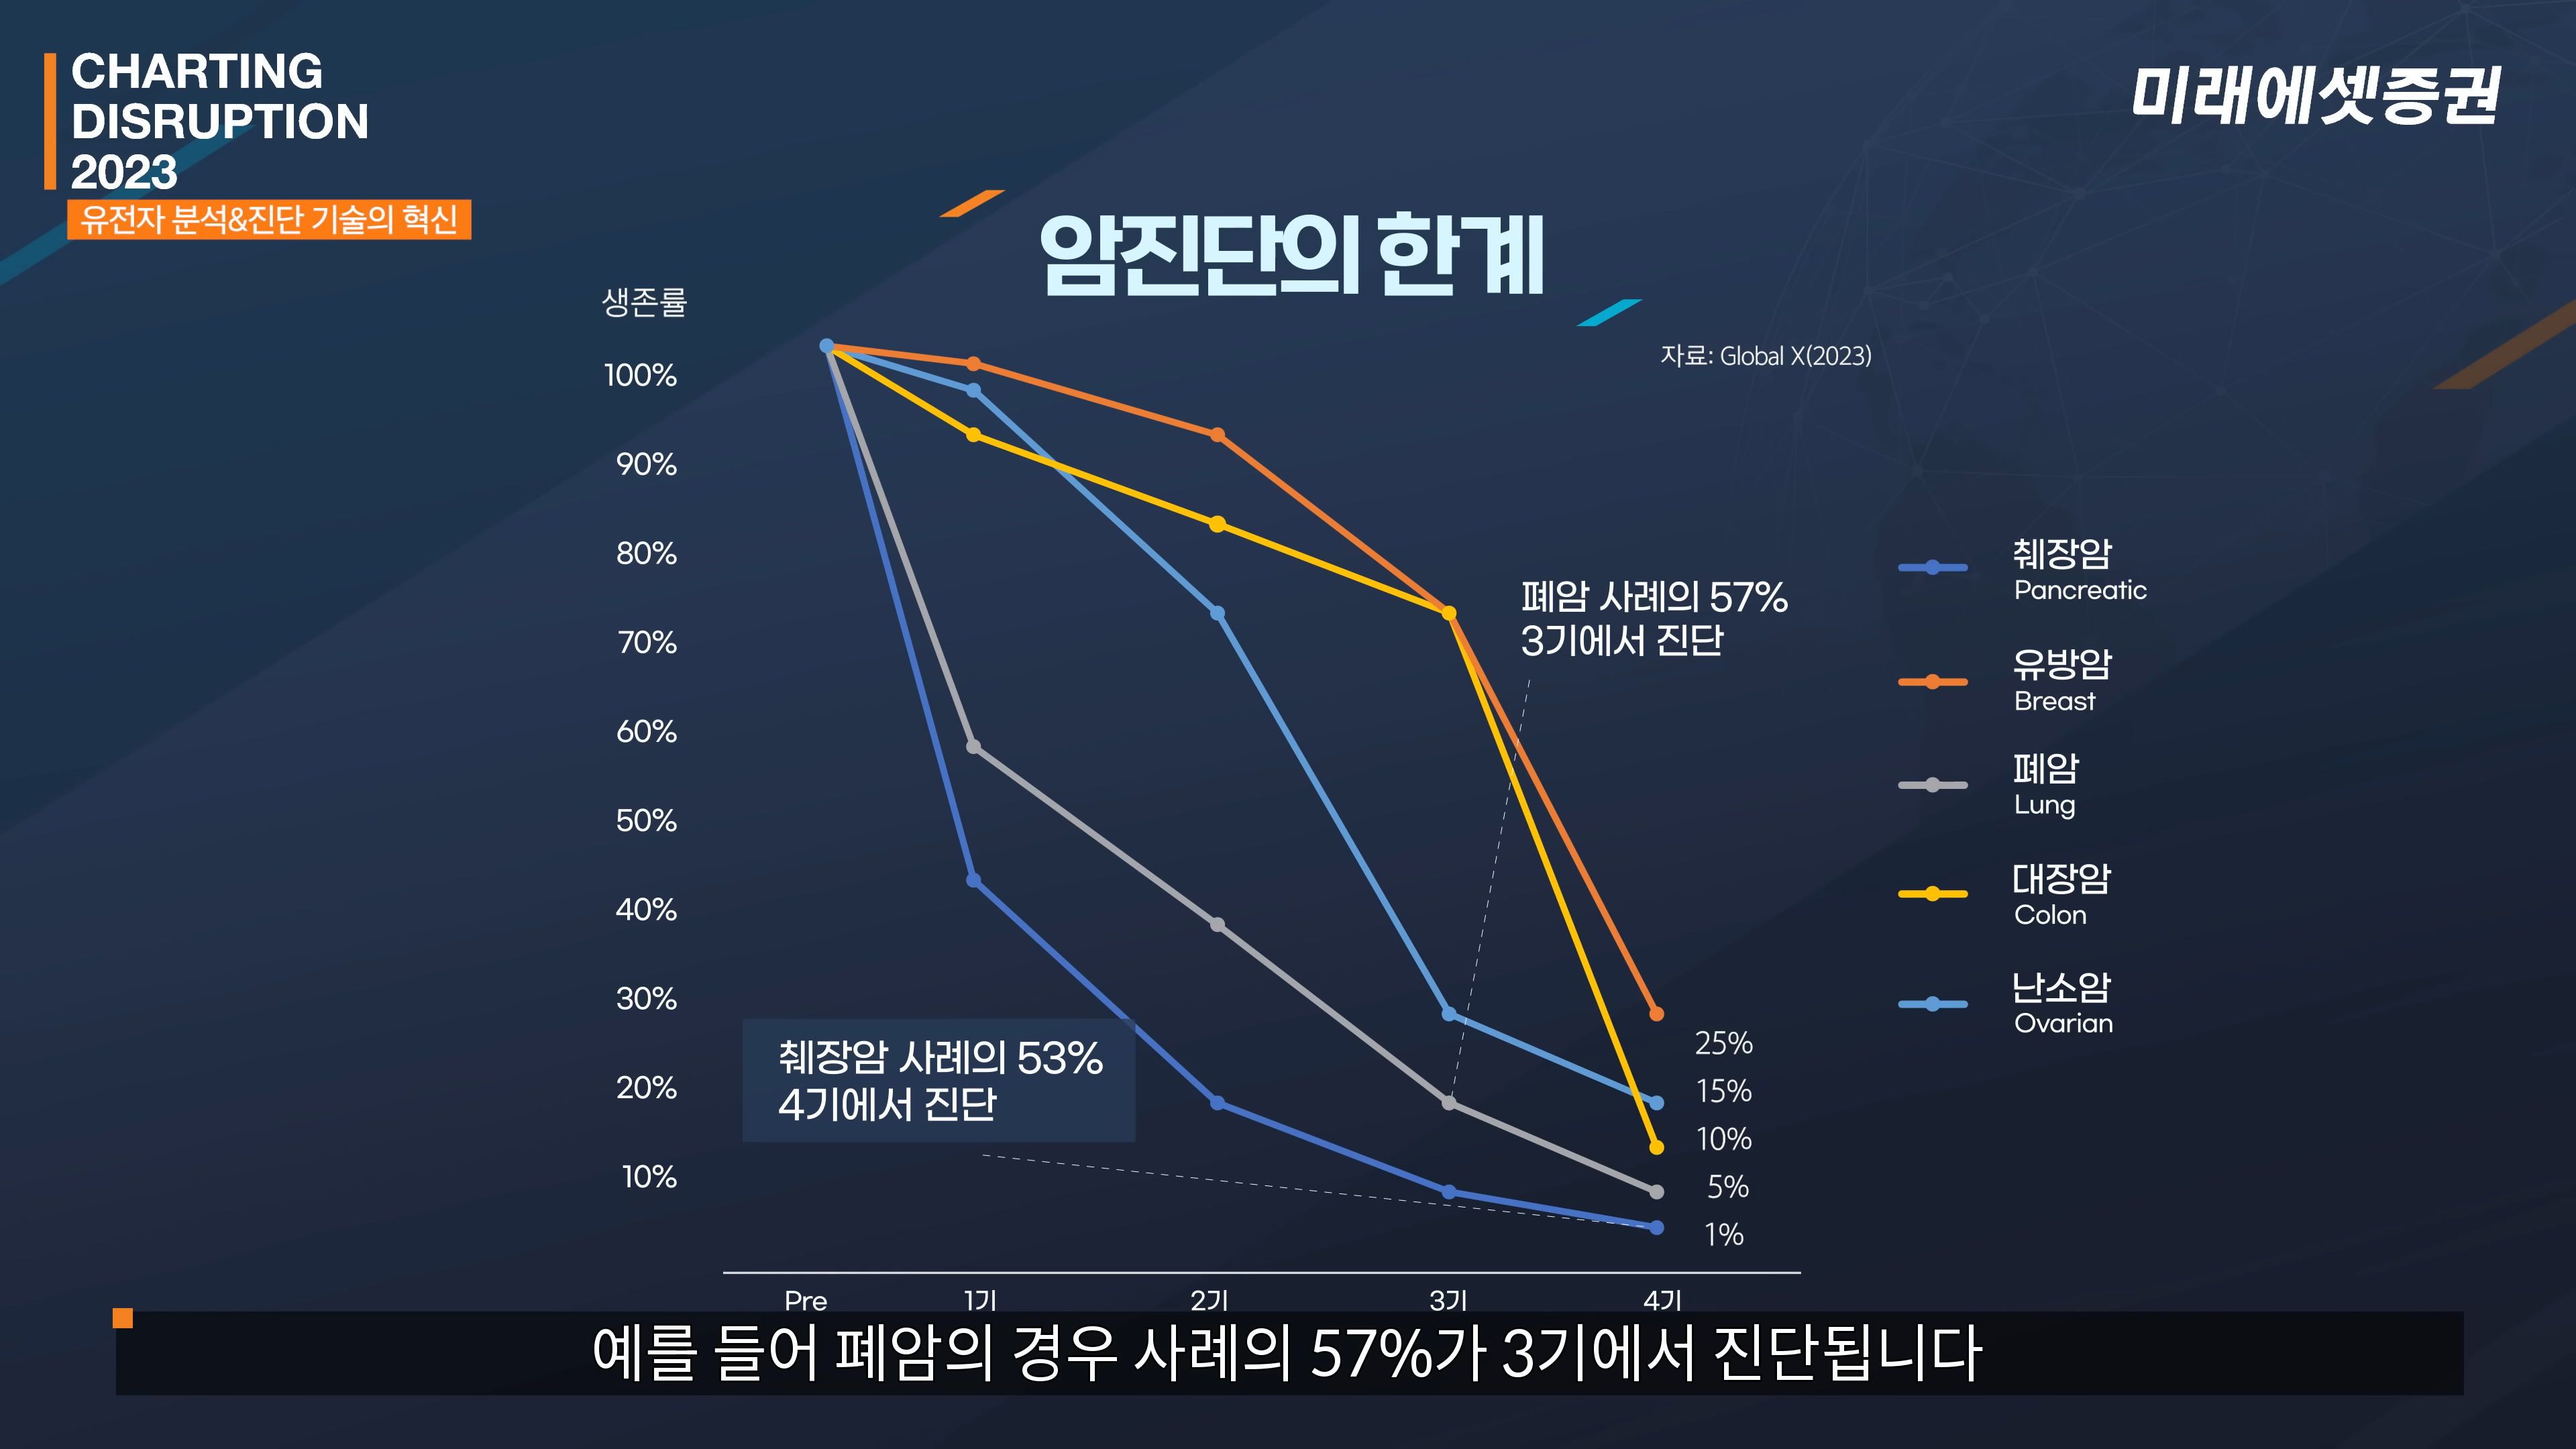 CHARTING
DISRUPTION
2023
유전자 분석&진단 기술의 혁신
미래에셋증권
암진단의 한계
자료: Global X(2023)
생존률
100%
90%
80%
70%
60%
50%
40%
30%
20%
10%
폐암 사례의 57%
3기에서 진단
췌장암 사례의 53%
4기에서 진단
25%
15%
10%
5%
1%
Pre
1기
2기
3기
4기
췌장암
Pancreatic
유방암
Breast
폐암
Lung
대장암
Colon
난소암
Ovarian
예를 들어 폐암의 경우 사례의 57%가 3기에서 진단됩니다